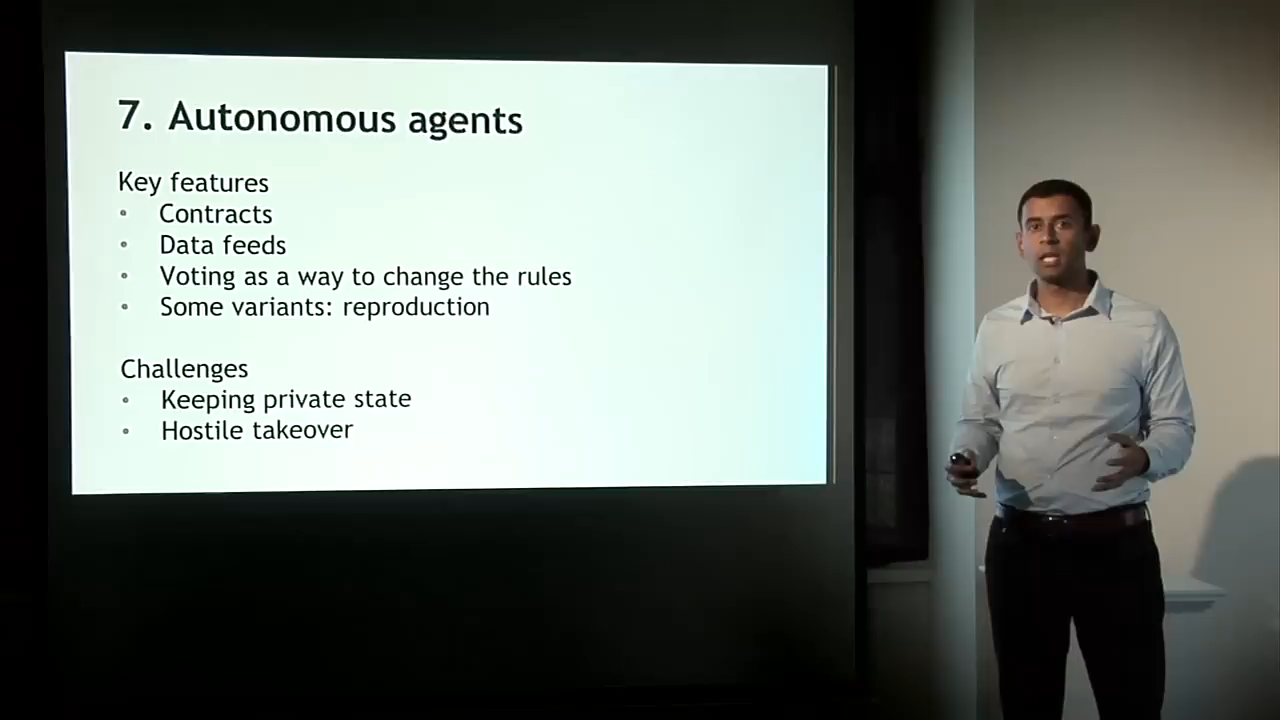 7. Autonomous agents
Key features
• Contracts
• Data feeds
• Voting as a way to change the rules
• Some variants: reproduction
Challenges
• Keeping private state
• Hostile takeover